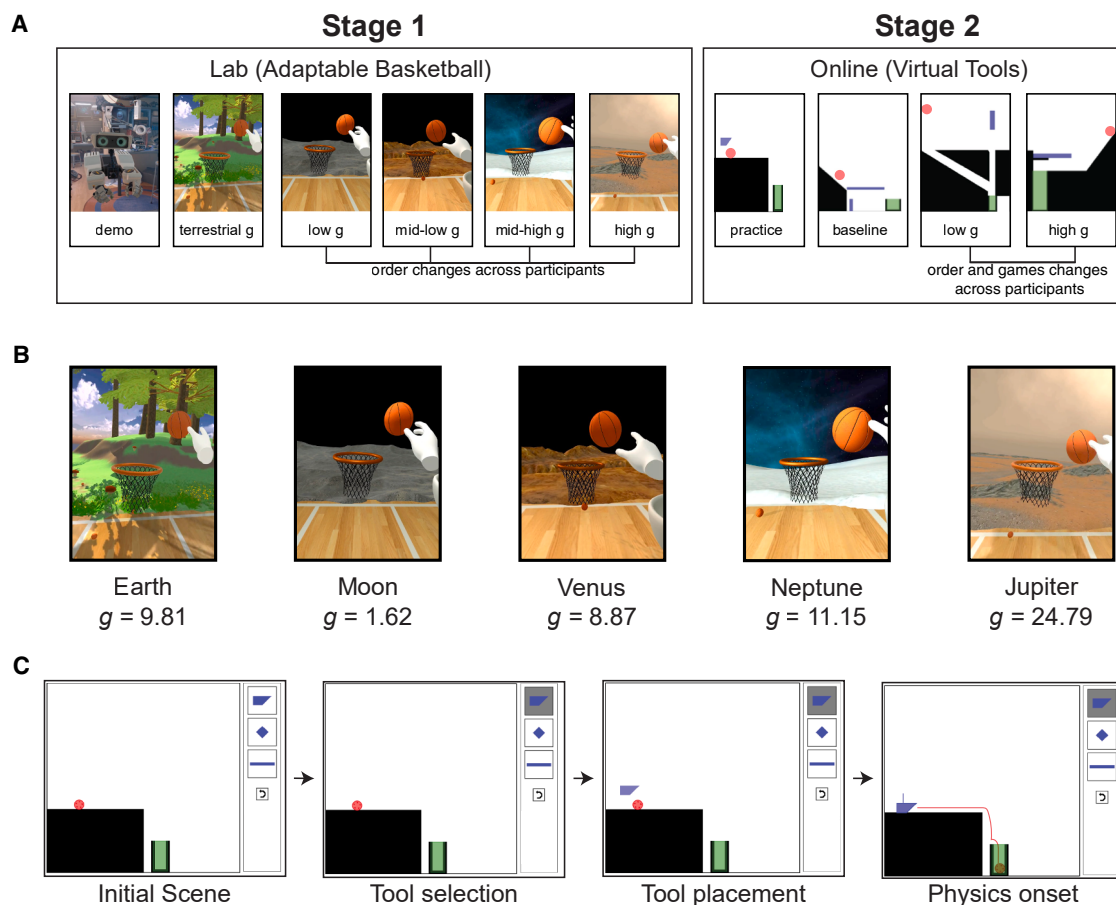 A
Stage 1
Stage 2
Lab (Adaptable Basketball)
Online (Virtual Tools)
demo
terrestrial g
low g
mid-low g
mid-high g
high g
practice
baseline
low g
high g
order changes across participants
order and games changes
across participants
B
Earth
Moon
Venus
Neptune
Jupiter
g = 9.81
g = 1.62
g = 8.87
g = 11.15
g = 24.79
C
Initial Scene
Tool selection
Tool placement
Physics onset